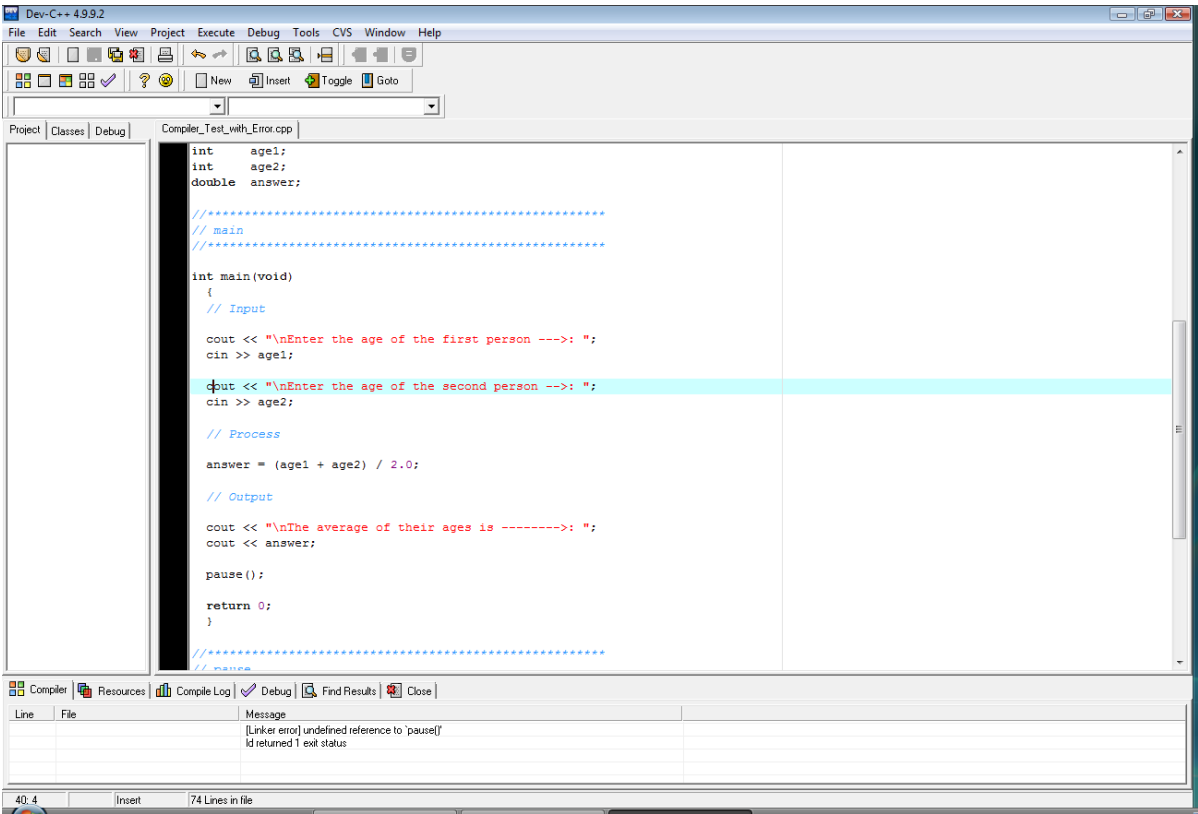 Dev-C++ 4.9.9.2
File Edit Search View Project Execute Debug Tools CVS Window Help
New Insert Toggle Goto
Project Classes Debug Compiler_Test_with_Error.cpp
int age1;
int age2;
double answer;
//******************************************************
// main
//******************************************************
int main(void)
{
// Input
cout << "\nEnter the age of the first person --->: ";
cin >> age1;
cout << "\nEnter the age of the second person -->: ";
cin >> age2;
// Process
answer = (age1 + age2) / 2.0;
// Output
cout << "\nThe average of their ages is -------->: ";
cout << answer;
pause();
return 0;
}
//******************************************************
// pause
Compiler Resources Compile Log Debug Find Results Close
Line File Message
[Linker error] undefined reference to `pause()'
ld returned 1 exit status
40: 4 Insert 74 Lines in file